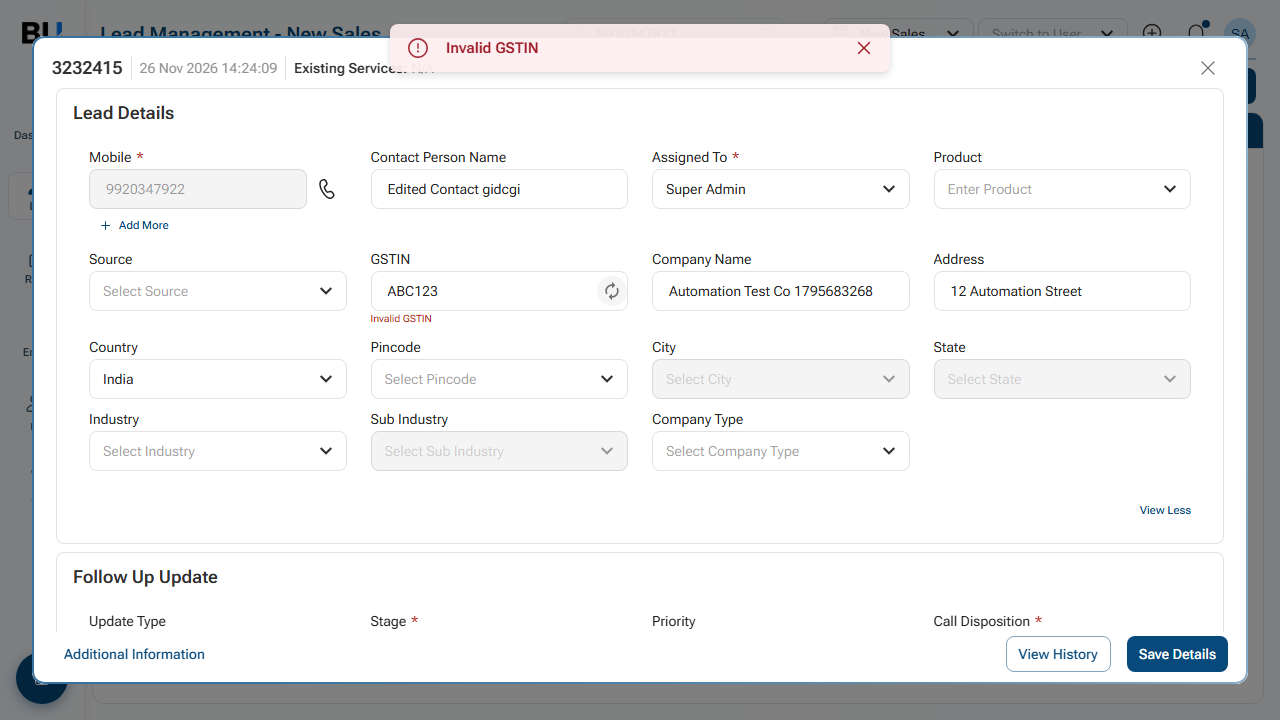 Lead Management - New Sales
Invalid GSTIN
3232415
26 Nov 2026 14:24:09
Existing Services: N/A
Lead Details
Mobile *
Contact Person Name
Assigned To *
Product
9920347922
Edited Contact gidcgi
Super Admin
Enter Product
Add More
Source
GSTIN
Company Name
Address
Select Source
ABC123
Automation Test Co 1795683268
12 Automation Street
Invalid GSTIN
Country
Pincode
City
State
India
Select Pincode
Select City
Select State
Industry
Sub Industry
Company Type
Select Industry
Select Sub Industry
Select Company Type
View Less
Follow Up Update
Update Type
Stage *
Priority
Call Disposition *
Additional Information
View History
Save Details